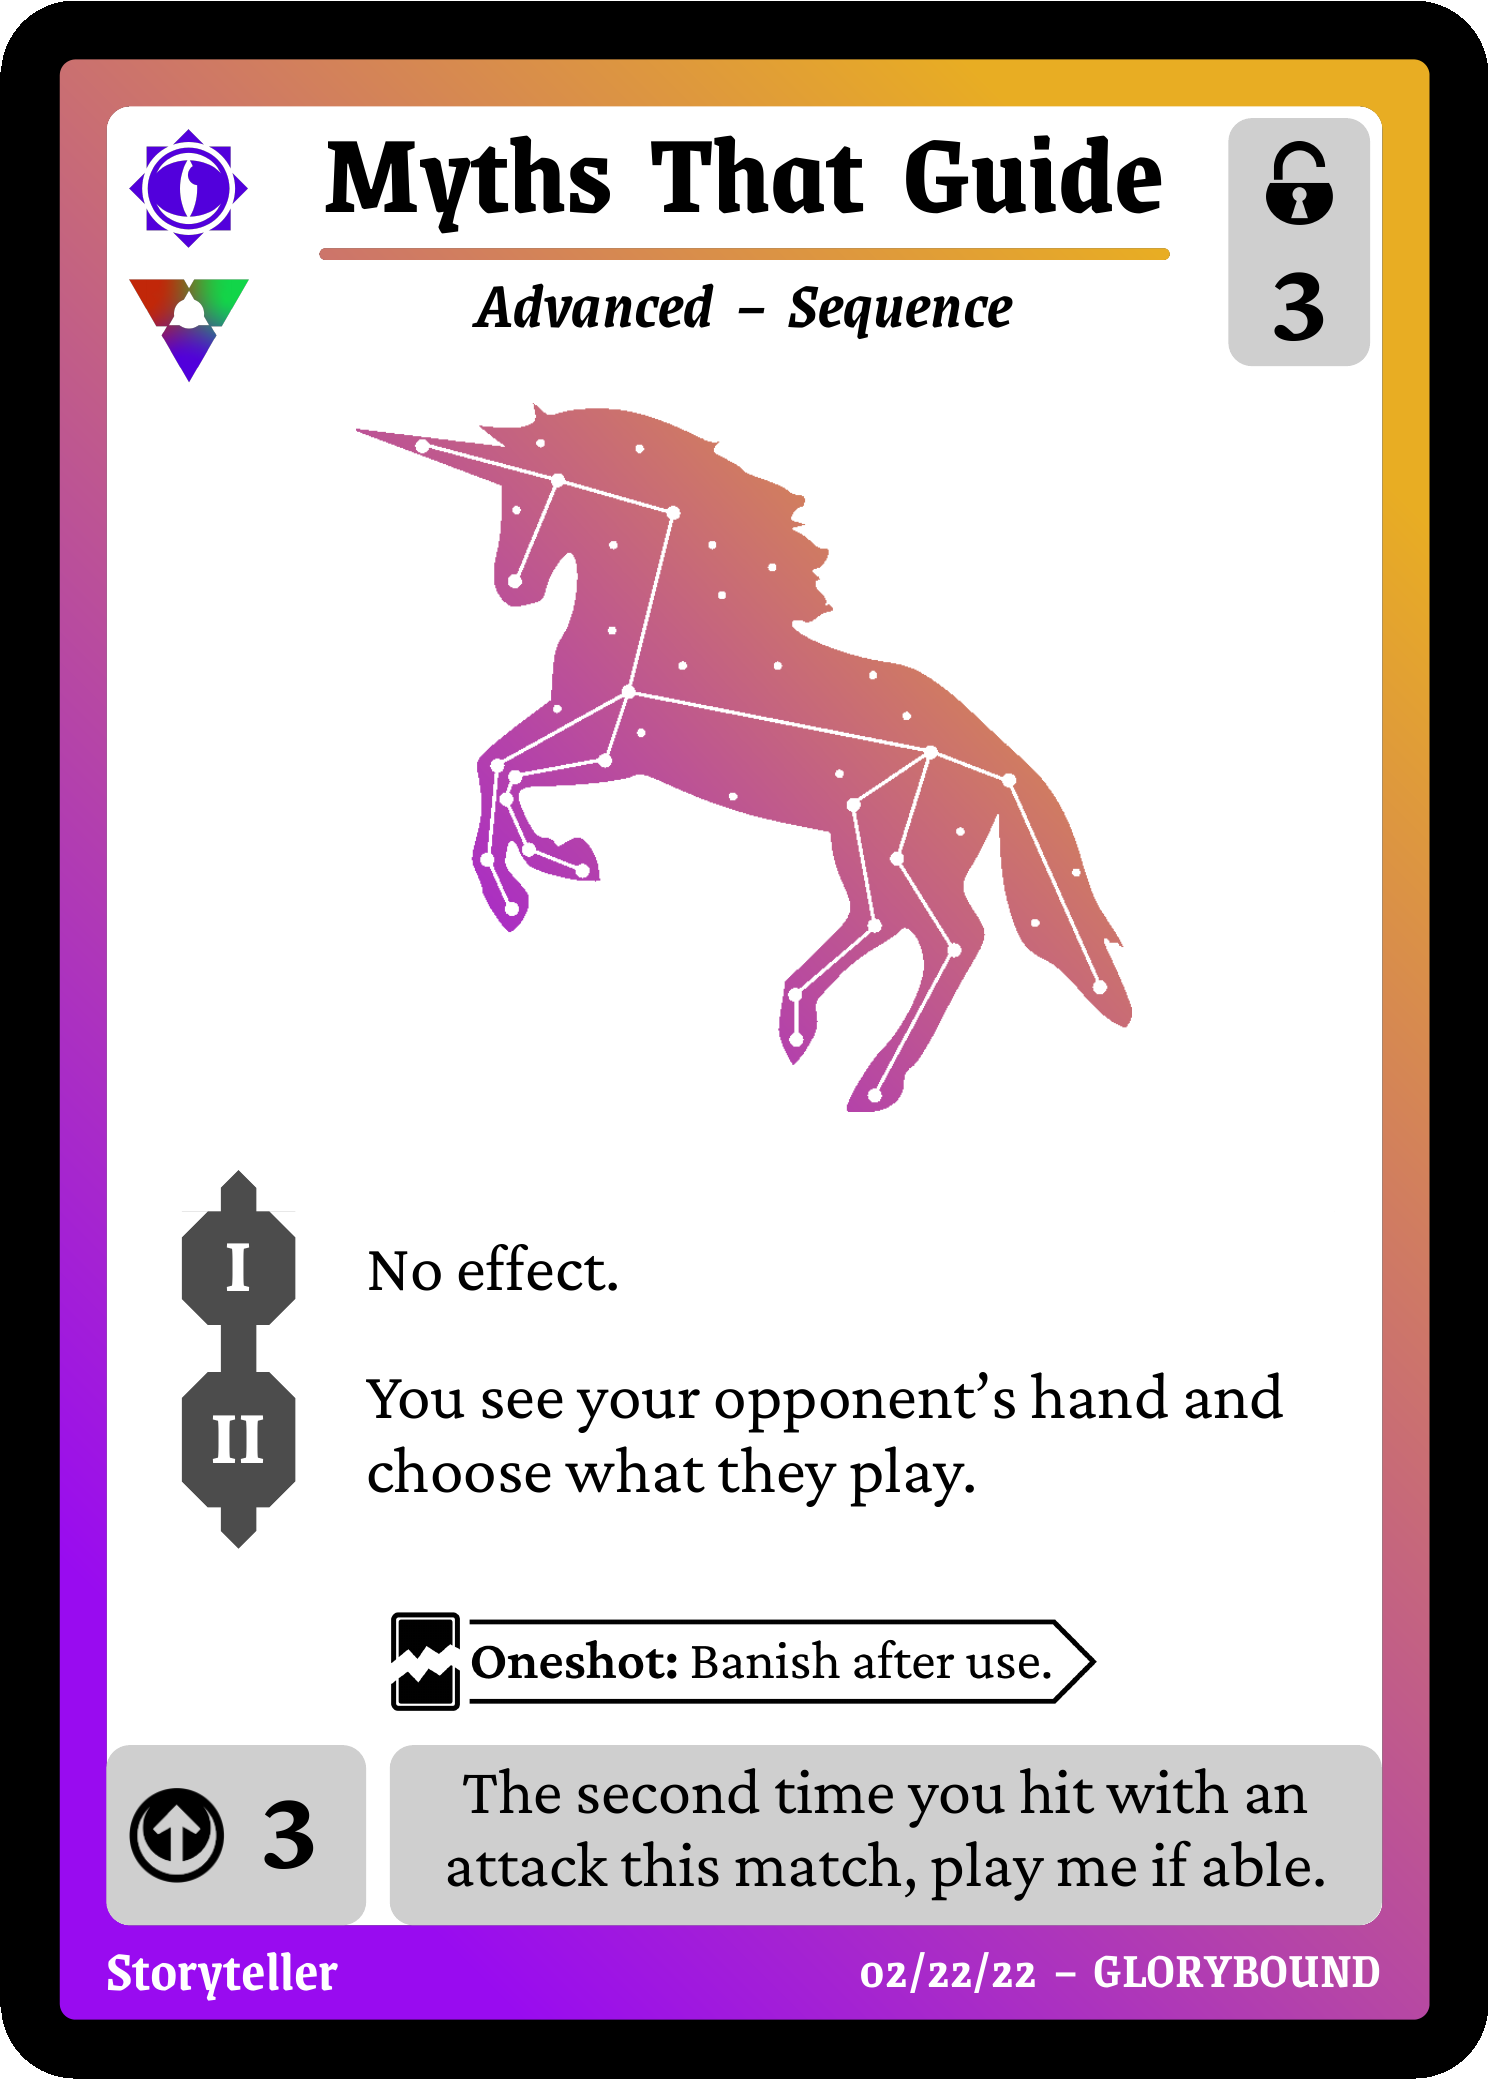 Myths That Guide
3
Advanced – Sequence
I
No effect.
II
You see your opponent’s hand and
choose what they play.
Oneshot: Banish after use.
3
The second time you hit with an
attack this match, play me if able.
Storyteller
02/22/22 – GLORYBOUND